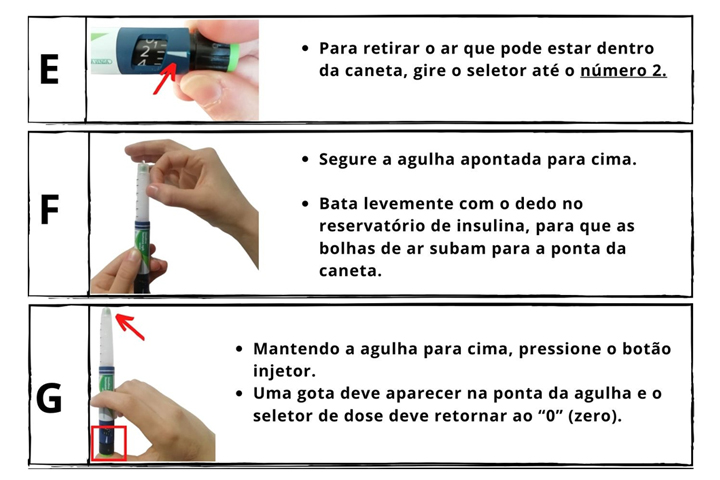 E
Para retirar o ar que pode estar dentro
da caneta, gire o seletor até o número 2.
2
F
Segure a agulha apontada para cima.
Bata levemente com o dedo no
reservatório de insulina, para que as
bolhas de ar subam para a ponta da
caneta.
G
Mantendo a agulha para cima, pressione o botão
injetor.
Uma gota deve aparecer na ponta da agulha e o
seletor de dose deve retornar ao “0” (zero).